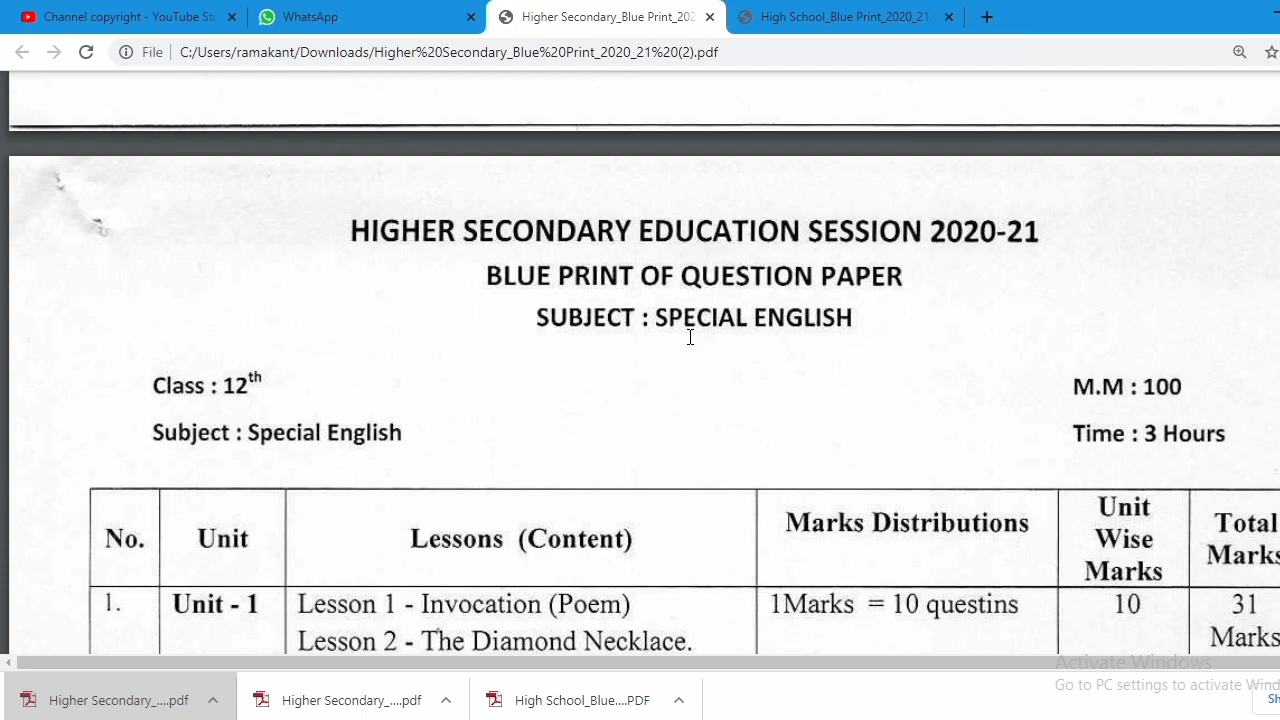 Channel copyright - YouTube St
WhatsApp
Higher Secondary_Blue Print_202
High School_Blue Print_2020_21.
File
C:/Users/ramakant/Downloads/Higher%20Secondary_Blue%20Print_2020_21%20(2).pdf
HIGHER SECONDARY EDUCATION SESSION 2020-21
BLUE PRINT OF QUESTION PAPER
SUBJECT : SPECIAL ENGLISH
Class : 12th
M.M : 100
Subject : Special English
Time : 3 Hours
No.
Unit
Lessons (Content)
Marks Distributions
Unit
Wise
Marks
Total
Marks
1.
Unit - 1
Lesson 1 - Invocation (Poem)
1Marks = 10 questins
10
31
Lesson 2 - The Diamond Necklace.
Marks
Activate Windows
Go to PC settings to activate Wind
Higher Secondary_....pdf
Higher Secondary_....pdf
High School_Blue....PDF
Sh